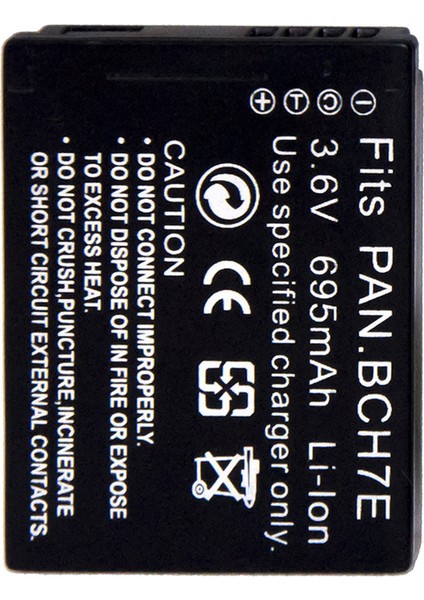 − C T +
Fits PAN.BCH7E
3.6V 695mAh Li-Ion
Use specified charger only.
CE
CAUTION
• DO NOT CONNECT IMPROPERLY.
• DO NOT DISPOSE OF IN FIRE OR EXPOSE
TO EXCESS HEAT.
• DO NOT CRUSH,PUNCTURE,INCINERATE
OR SHORT CIRCUIT EXTERNAL CONTACTS.